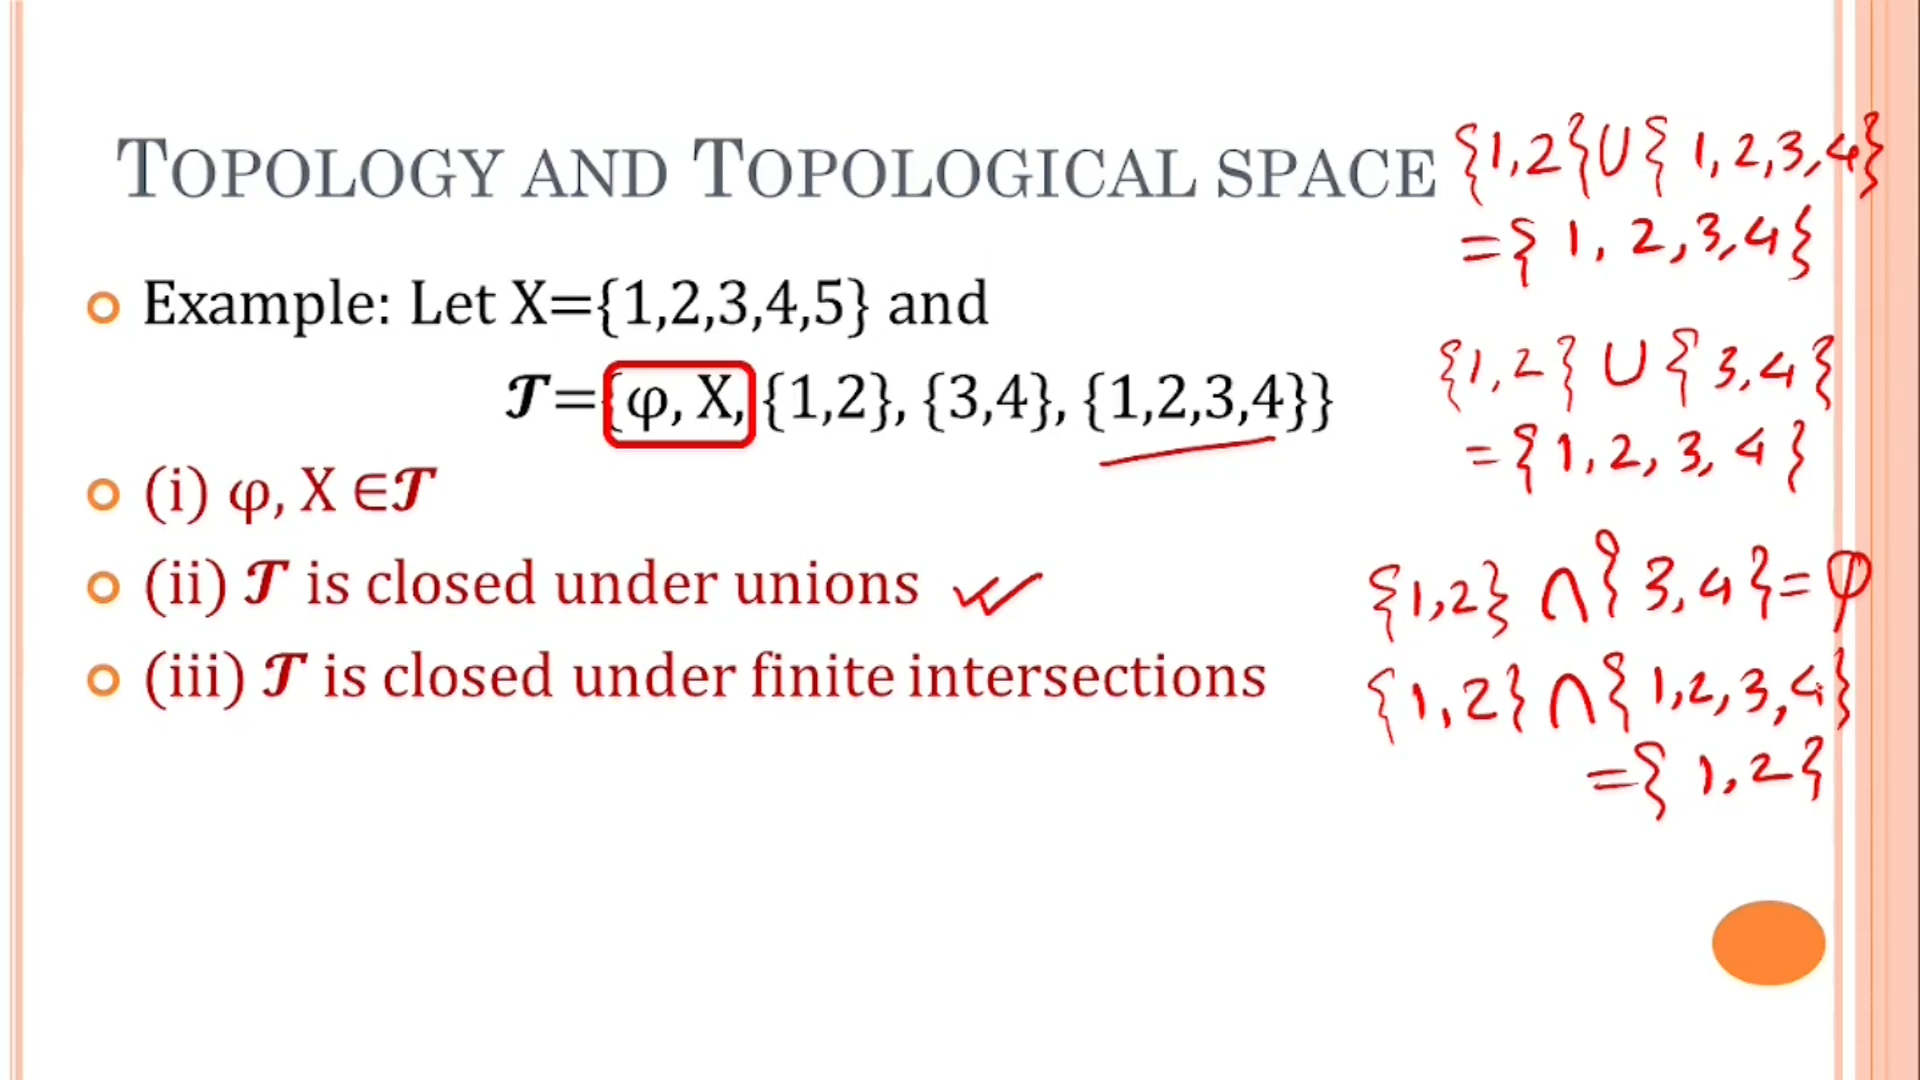 TOPOLOGY AND TOPOLOGICAL SPACE
Example: Let X={1,2,3,4,5} and
𝓣={φ, X, {1,2}, {3,4}, {1,2,3,4}}
(i) φ, X ∈𝓣
(ii) 𝓣 is closed under unions
(iii) 𝓣 is closed under finite intersections
{1,2}∪{1,2,3,4}
={1,2,3,4}
{1,2}∪{3,4}
={1,2,3,4}
{1,2}∩{3,4}=φ
{1,2}∩{1,2,3,4}
={1,2}